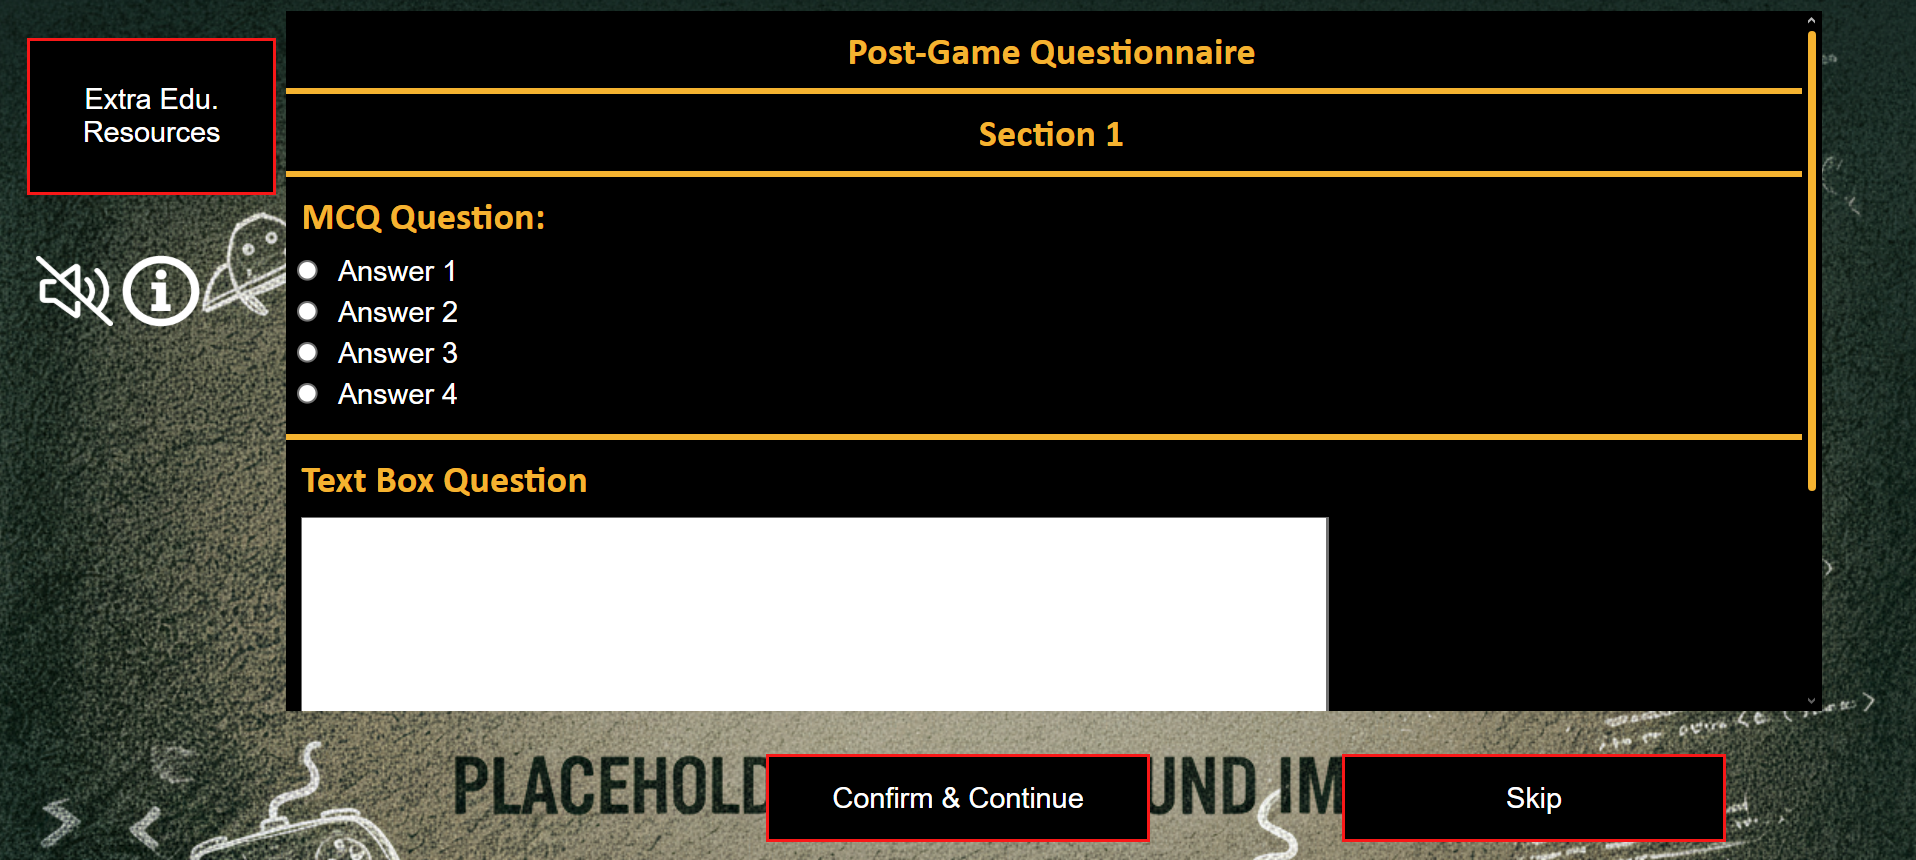 Post-Game Questionnaire
Extra Edu.
Resources
Section 1
MCQ Question:
Answer 1
Answer 2
Answer 3
Answer 4
Text Box Question
PLACEHOLD
UND IM
Confirm & Continue
Skip